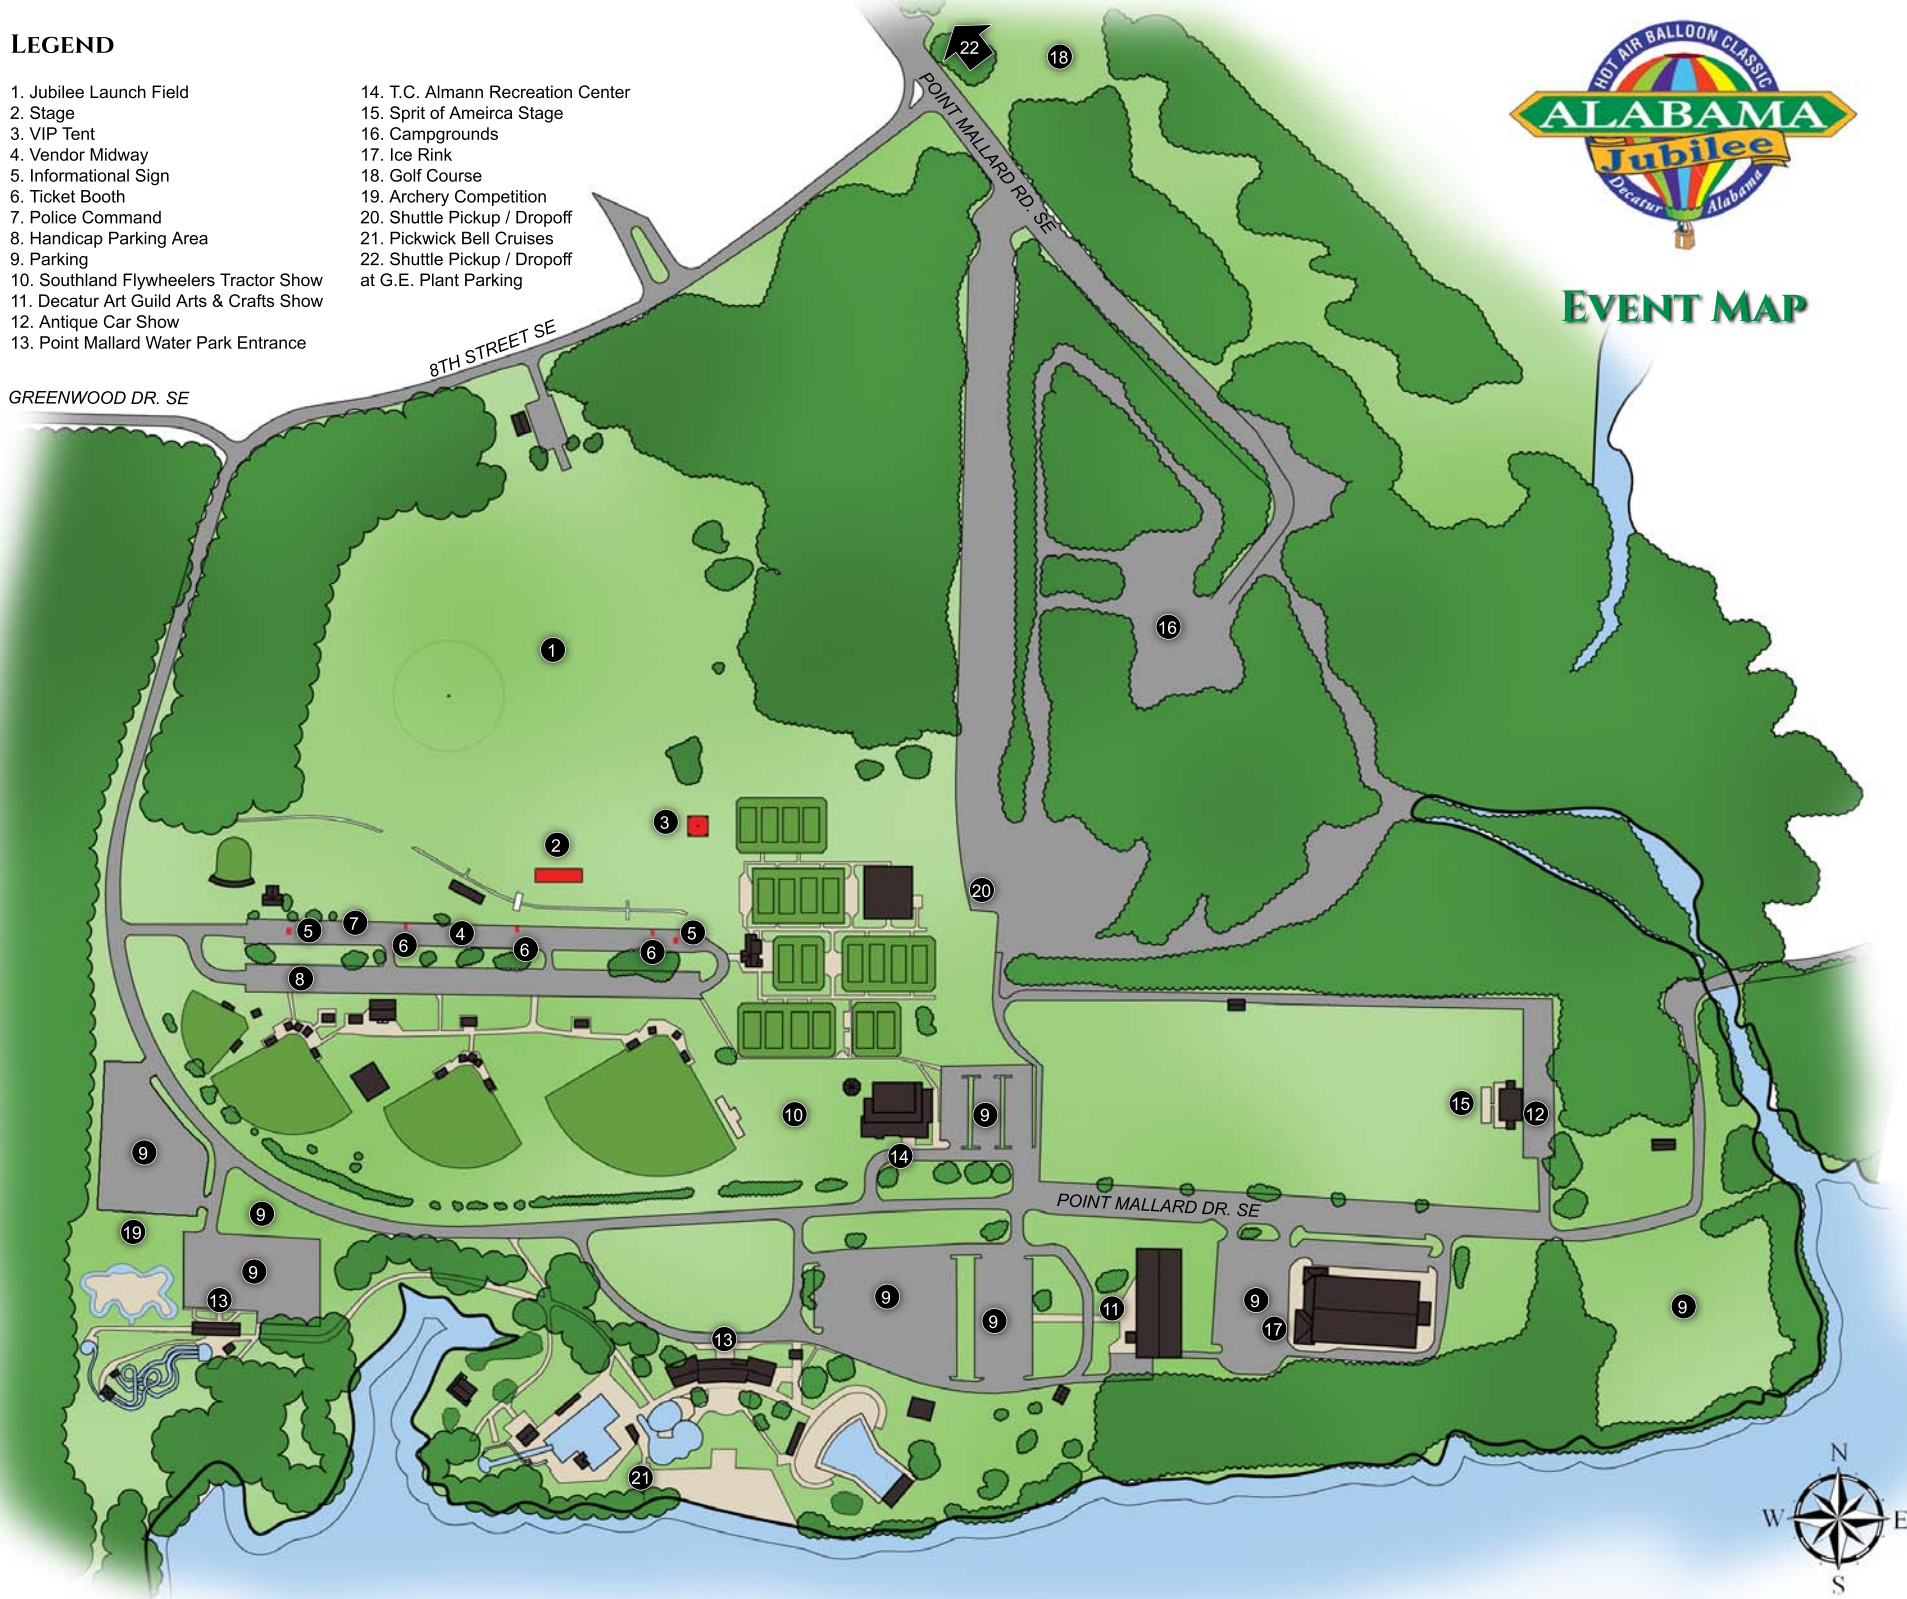 LEGEND
1. Jubilee Launch Field
2. Stage
3. VIP Tent
4. Vendor Midway
5. Informational Sign
6. Ticket Booth
7. Police Command
8. Handicap Parking Area
9. Parking
10. Southland Flywheelers Tractor Show
11. Decatur Art Guild Arts & Crafts Show
12. Antique Car Show
13. Point Mallard Water Park Entrance
14. T.C. Almann Recreation Center
15. Sprit of Ameirca Stage
16. Campgrounds
17. Ice Rink
18. Golf Course
19. Archery Competition
20. Shuttle Pickup / Dropoff
21. Pickwick Bell Cruises
22. Shuttle Pickup / Dropoff
at G.E. Plant Parking
HOT AIR BALLOON CLASSIC
ALABAMA
Jubilee
Decatur Alabama
EVENT MAP
22
18
POINT MALLARD RD. SE
8TH STREET SE
GREENWOOD DR. SE
1
16
3
2
20
5
7
6
4
6
6
5
8
15
12
10
9
14
9
POINT MALLARD DR. SE
9
19
9
13
9
9
11
9
17
9
13
21
N
W
E
S